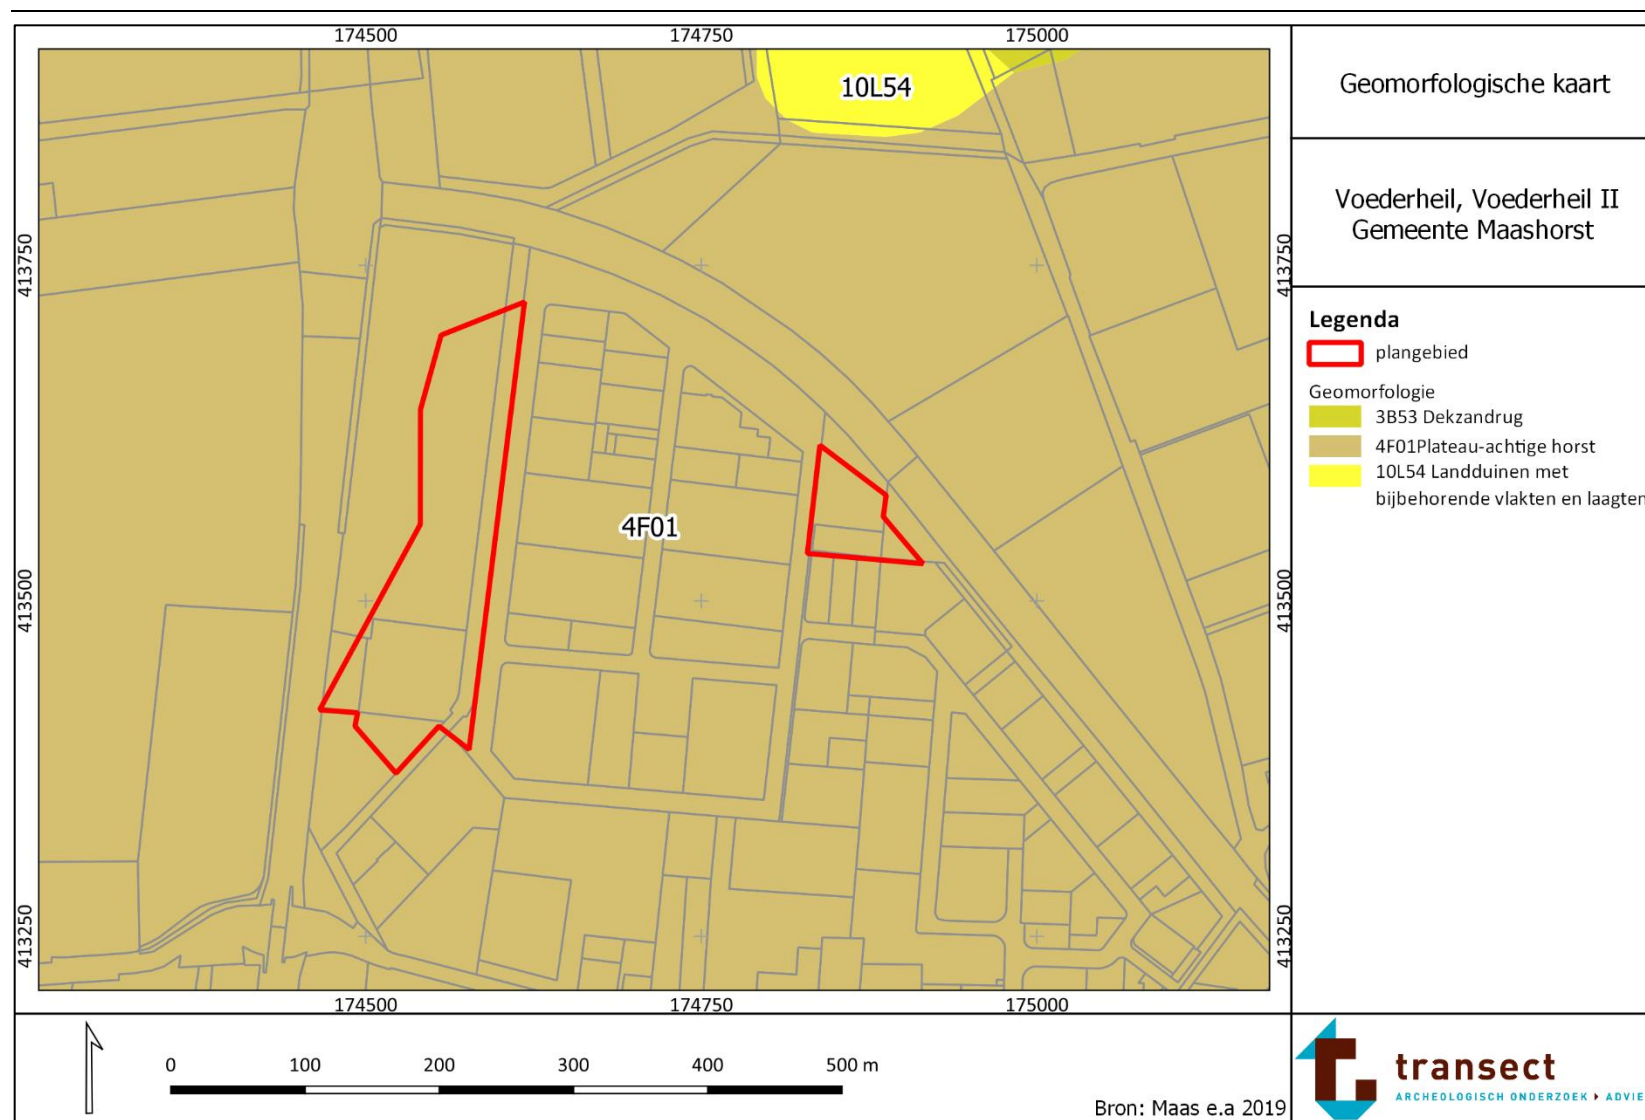 174500 174750 175000
10L54
413750 413750
4F01
413500 413500
413250 413250
174500 174750 175000
Geomorfologische kaart
Voederheil, Voederheil II
Gemeente Maashorst
Legenda
plangebied
Geomorfologie
3B53 Dekzandrug
4F01Plateau-achtige horst
10L54 Landduinen met
bijbehorende vlakten en laagten
0 100 200 300 400 500 m
Bron: Maas e.a 2019
transect
ARCHEOLOGISCH ONDERZOEK ADVIE